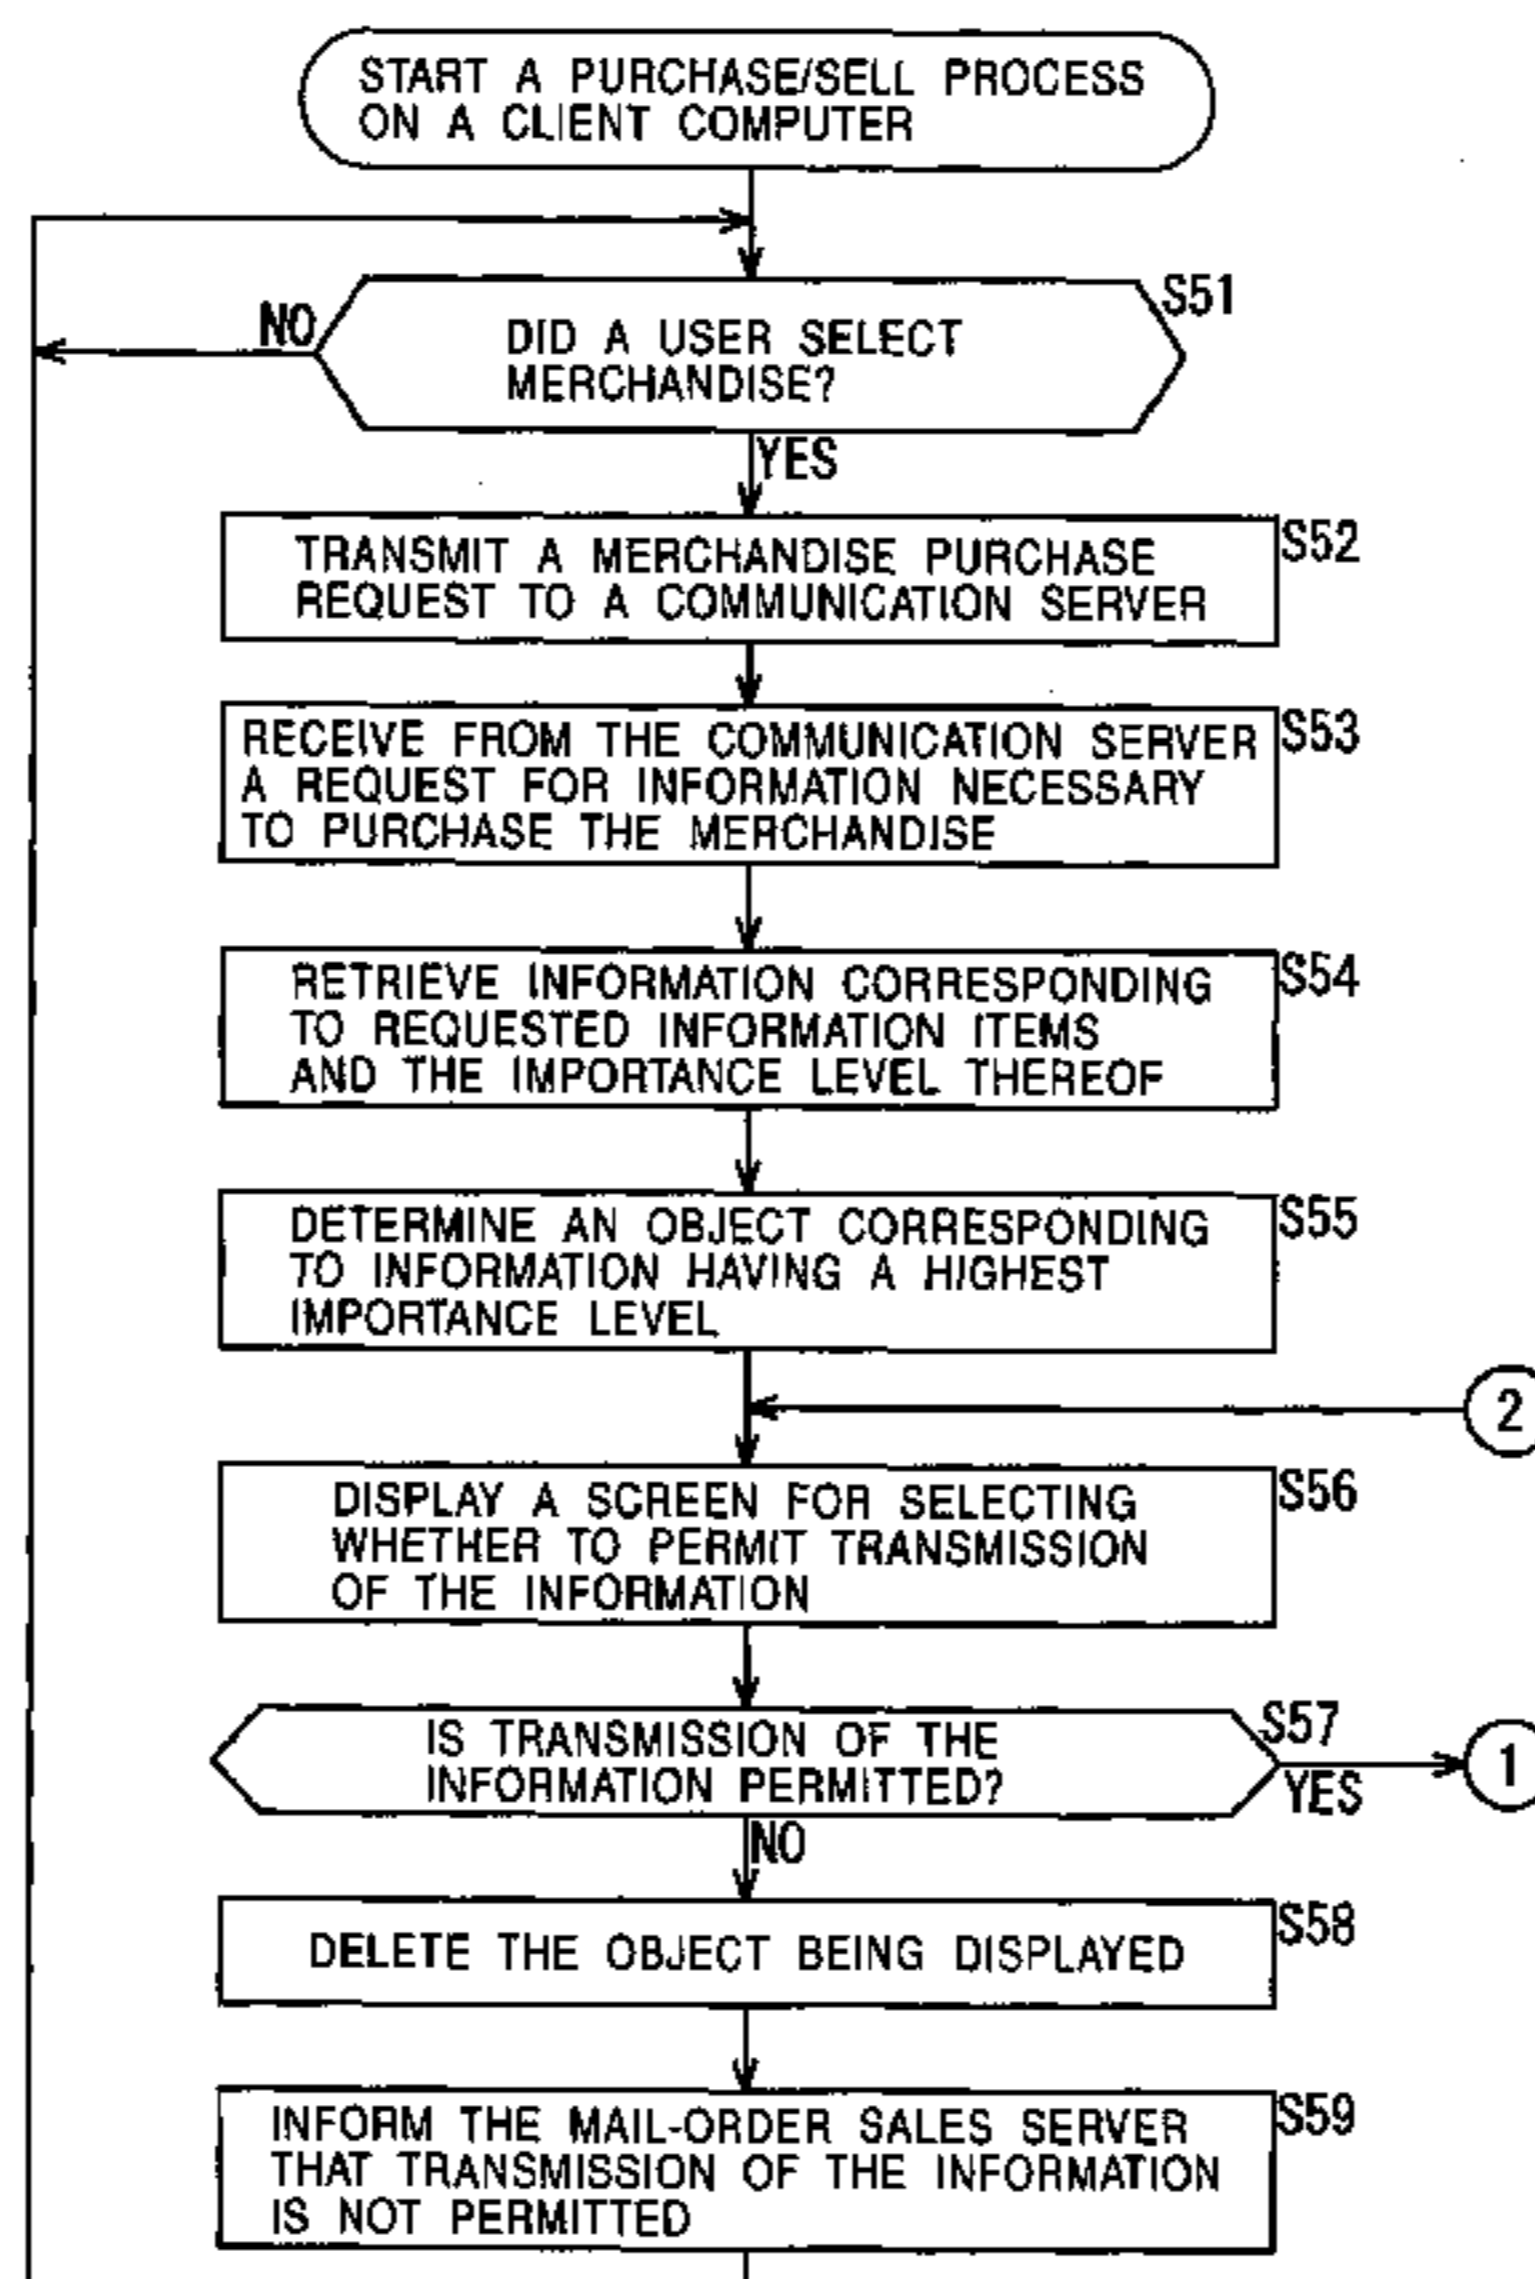 START A PURCHASE/SELL PROCESS
ON A CLIENT COMPUTER
S51
NO
DID A USER SELECT
MERCHANDISE?
YES
S52
TRANSMIT A MERCHANDISE PURCHASE
REQUEST TO A COMMUNICATION SERVER
S53
RECEIVE FROM THE COMMUNICATION SERVER
A REQUEST FOR INFORMATION NECESSARY
TO PURCHASE THE MERCHANDISE
S54
RETRIEVE INFORMATION CORRESPONDING
TO REQUESTED INFORMATION ITEMS
AND THE IMPORTANCE LEVEL THEREOF
S55
DETERMINE AN OBJECT CORRESPONDING
TO INFORMATION HAVING A HIGHEST
IMPORTANCE LEVEL
2
S56
DISPLAY A SCREEN FOR SELECTING
WHETHER TO PERMIT TRANSMISSION
OF THE INFORMATION
S57
IS TRANSMISSION OF THE
INFORMATION PERMITTED?
YES
1
NO
S58
DELETE THE OBJECT BEING DISPLAYED
S59
INFORM THE MAIL-ORDER SALES SERVER
THAT TRANSMISSION OF THE INFORMATION
IS NOT PERMITTED